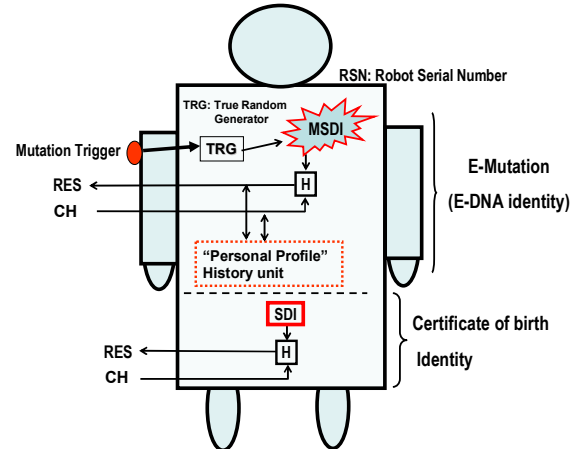 RSN: Robot Serial Number
TRG: True Random
Generator
MSDI
Mutation Trigger
TRG
E-Mutation
(E-DNA identity)
RES
H
CH
“Personal Profile”
History unit
SDI
Certificate of birth
Identity
RES
H
CH